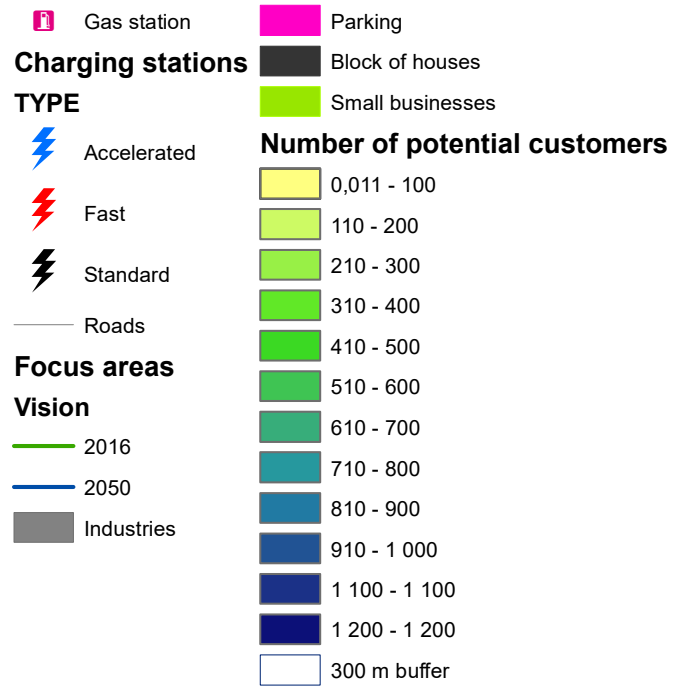 Gas station
Charging stations
TYPE
Accelerated
Fast
Standard
Roads
Focus areas
Vision
2016
2050
Industries
Parking
Block of houses
Small businesses
Number of potential customers
0,011 - 100
110 - 200
210 - 300
310 - 400
410 - 500
510 - 600
610 - 700
710 - 800
810 - 900
910 - 1 000
1 100 - 1 100
1 200 - 1 200
300 m buffer